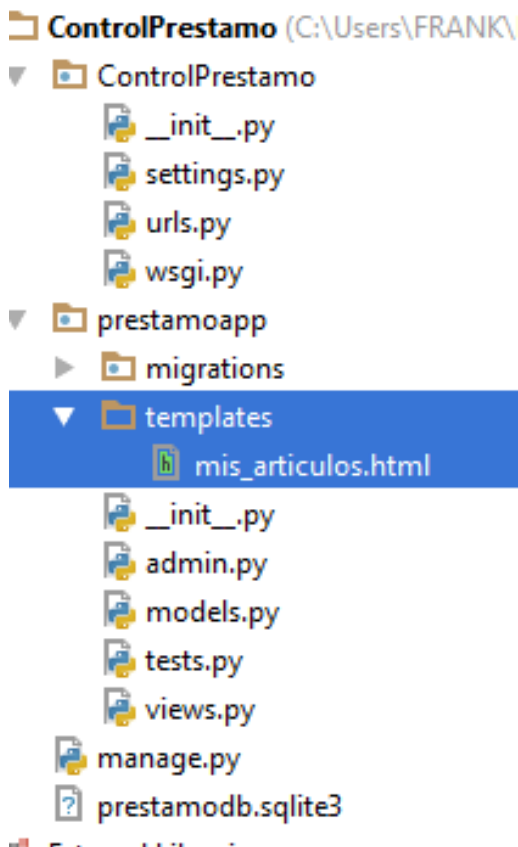 ControlPrestamo (C:\Users\FRANK\
ControlPrestamo
__init__.py
settings.py
urls.py
wsgi.py
prestamoapp
migrations
templates
mis_articulos.html
__init__.py
admin.py
models.py
tests.py
views.py
manage.py
prestamodb.sqlite3